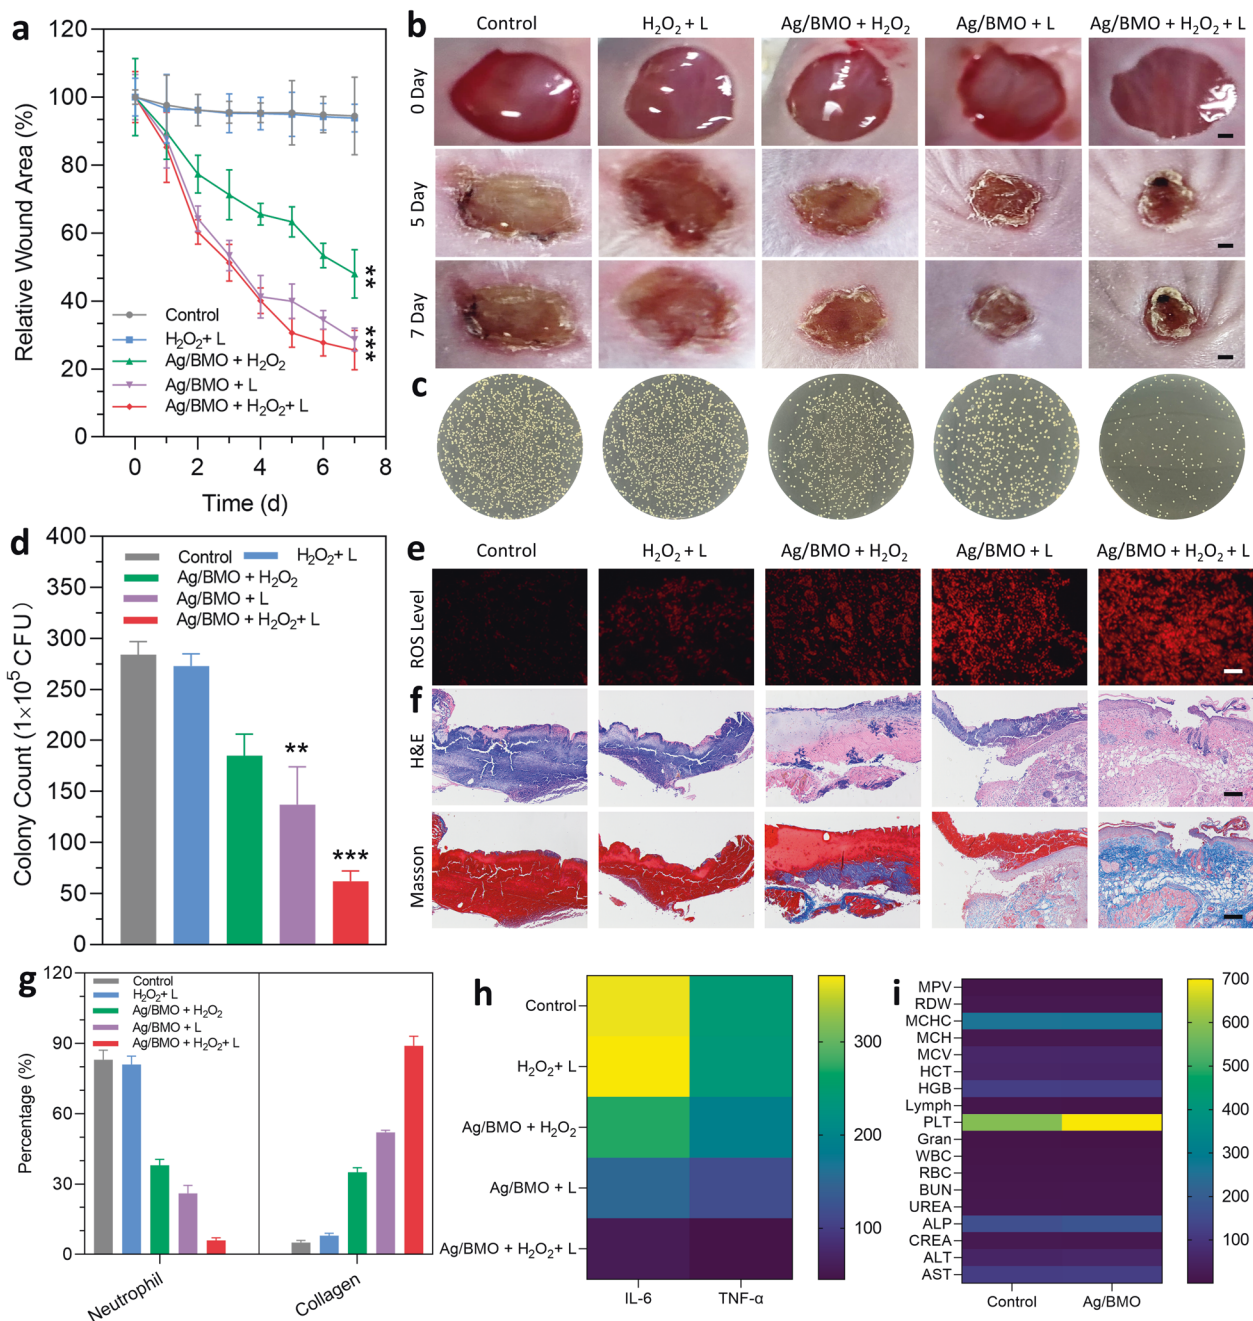 a
120
100
80
60
40
20
0
Relative Wound Area (%)
0 2 4 6 8
Time (d)
Control
H₂O₂+ L
Ag/BMO + H₂O₂
Ag/BMO + L
Ag/BMO + H₂O₂+ L
**
***
b
Control H₂O₂ + L Ag/BMO + H₂O₂ Ag/BMO + L Ag/BMO + H₂O₂ + L
0 Day
5 Day
7 Day
c
d
400
350
300
250
200
150
100
50
0
Colony Count (1×10⁵ CFU)
Control H₂O₂+ L
Ag/BMO + H₂O₂
Ag/BMO + L
Ag/BMO + H₂O₂+ L
**
***
e
Control H₂O₂ + L Ag/BMO + H₂O₂ Ag/BMO + L Ag/BMO + H₂O₂ + L
ROS Level
f
H&E
Masson
g
120
90
60
30
0
Percentage (%)
Control
H₂O₂+ L
Ag/BMO + H₂O₂
Ag/BMO + L
Ag/BMO + H₂O₂+ L
Neutrophil Collagen
h
Control
H₂O₂+ L
Ag/BMO + H₂O₂
Ag/BMO + L
Ag/BMO + H₂O₂+ L
IL-6 TNF-α
300
200
100
i
MPV
RDW
MCHC
MCH
MCV
HCT
HGB
Lymph
PLT
Gran
WBC
RBC
BUN
UREA
ALP
CREA
ALT
AST
Control Ag/BMO
700
600
500
400
300
200
100